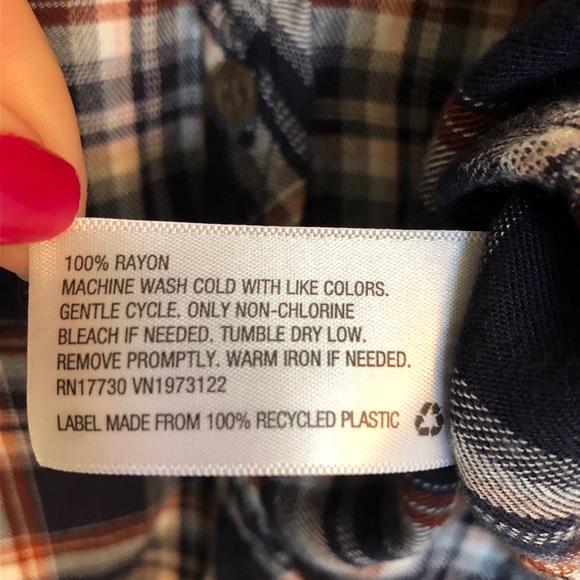 100% RAYON
MACHINE WASH COLD WITH LIKE COLORS.
GENTLE CYCLE. ONLY NON-CHLORINE
BLEACH IF NEEDED. TUMBLE DRY LOW.
REMOVE PROMPTLY. WARM IRON IF NEEDED.
RN17730 VN1973122
LABEL MADE FROM 100% RECYCLED PLASTIC